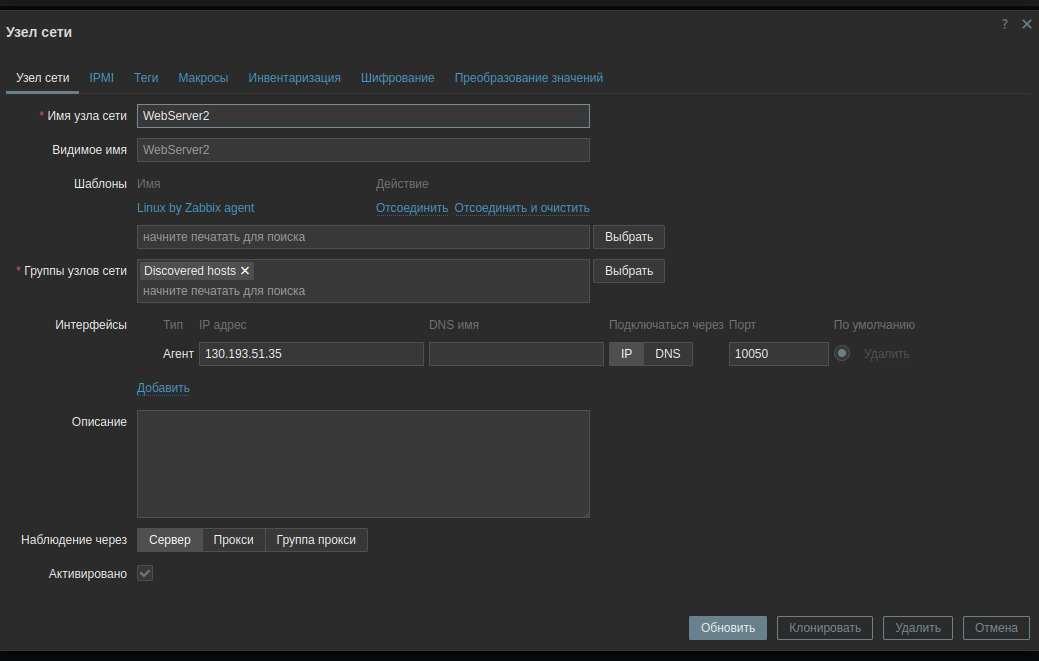 Узел сети ? ✕
Узел сети IPMI Теги Макросы Инвентаризация Шифрование Преобразование значений
* Имя узла сети WebServer2
Видимое имя WebServer2
Шаблоны Имя Действие
Linux by Zabbix agent Отсоединить Отсоединить и очистить
начните печатать для поиска Выбрать
* Группы узлов сети Discovered hosts ✕ Выбрать
начните печатать для поиска
Интерфейсы Тип IP адрес DNS имя Подключаться через Порт По умолчанию
Агент 130.193.51.35 IP DNS 10050 Удалить
Добавить
Описание
Наблюдение через Сервер Прокси Группа прокси
Активировано
Обновить Клонировать Удалить Отмена